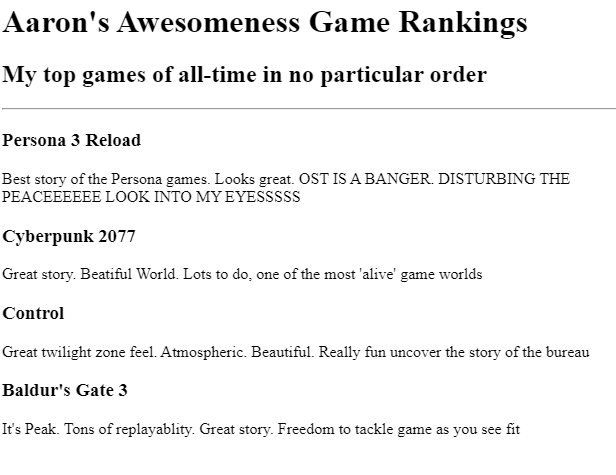 Aaron's Awesomeness Game Rankings
My top games of all-time in no particular order
Persona 3 Reload
Best story of the Persona games. Looks great. OST IS A BANGER. DISTURBING THE
PEACEEEEEE LOOK INTO MY EYESSSSS
Cyberpunk 2077
Great story. Beatiful World. Lots to do, one of the most 'alive' game worlds
Control
Great twilight zone feel. Atmospheric. Beautiful. Really fun uncover the story of the bureau
Baldur's Gate 3
It's Peak. Tons of replayablity. Great story. Freedom to tackle game as you see fit